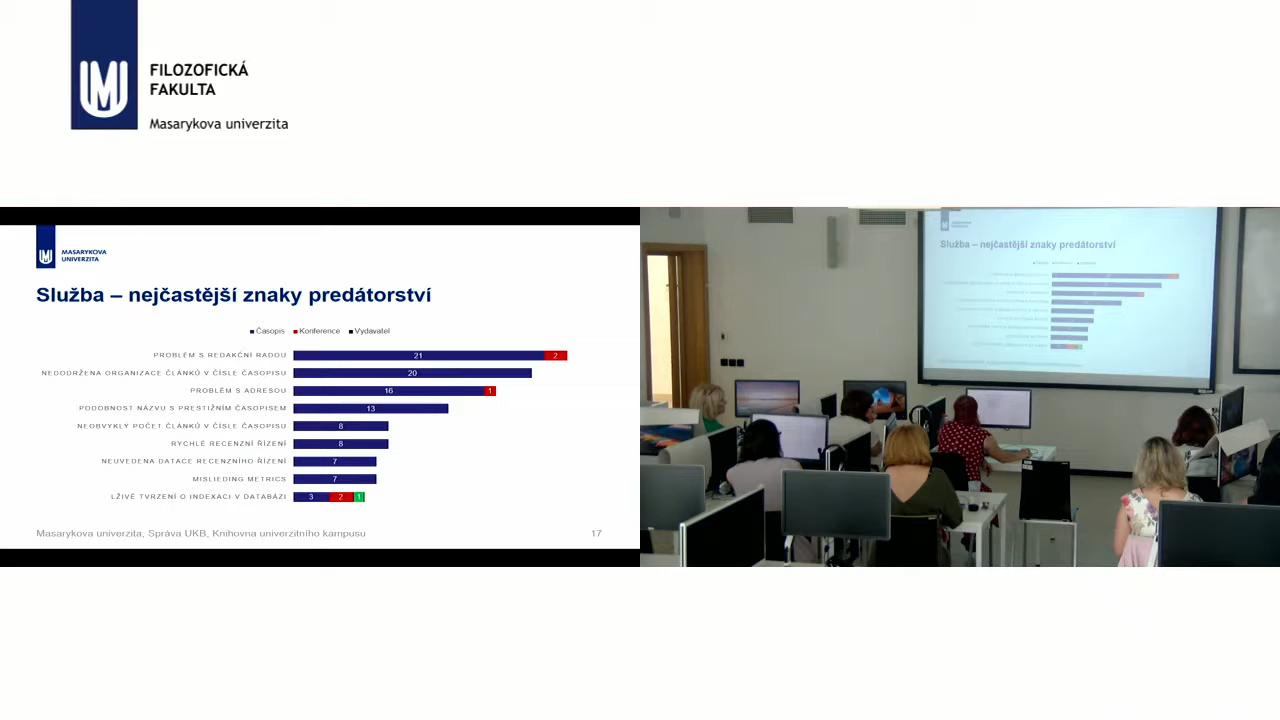 FILOZOFICKÁ
FAKULTA
Masarykova univerzita
MASARYKOVA
UNIVERZITA
Služba – nejčastější znaky predátorství
Časopis Konference Vydavatel
PROBLÉM S REDAKČNÍ RADOU 21 2
NEDODRŽENA ORGANIZACE ČLÁNKŮ V ČÍSLE ČASOPISU 20
PROBLÉM S ADRESOU 16 1
PODOBNOST NÁZVU S PRESTIŽNÍM ČASOPISEM 13
NEOBVYKLÝ POČET ČLÁNKŮ V ČÍSLE ČASOPISU 8
RYCHLÉ RECENZNÍ ŘÍZENÍ 8
NEUVEDENA DATACE RECENZNÍHO ŘÍZENÍ 7
MISLIEDING METRICS 7
LŽIVÉ TVRZENÍ O INDEXACI V DATABÁZI 3 2 1
Masarykova univerzita, Správa UKB, Knihovna univerzitního kampusu 17
Služba – nejčastější znaky predátorství